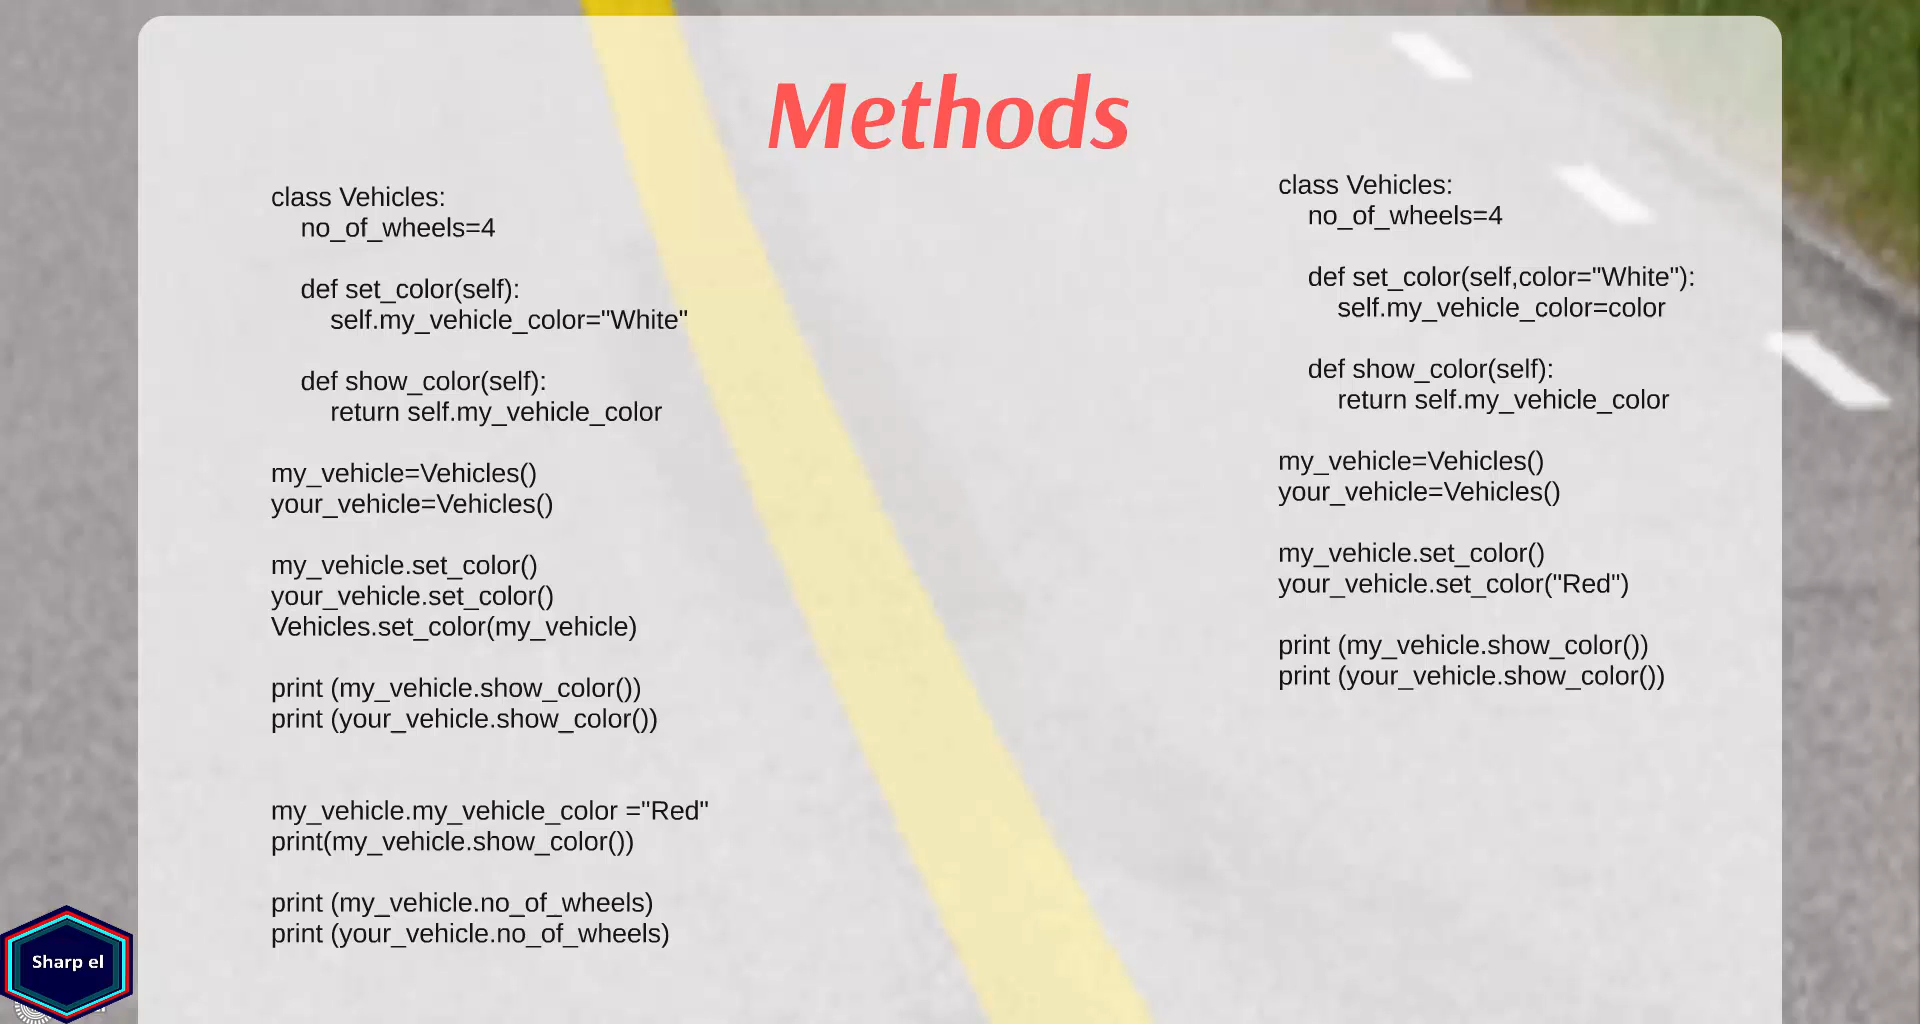 Methods
class Vehicles:
    no_of_wheels=4

    def set_color(self):
        self.my_vehicle_color="White"

    def show_color(self):
        return self.my_vehicle_color

my_vehicle=Vehicles()
your_vehicle=Vehicles()

my_vehicle.set_color()
your_vehicle.set_color()
Vehicles.set_color(my_vehicle)

print (my_vehicle.show_color())
print (your_vehicle.show_color())

my_vehicle.my_vehicle_color ="Red"
print(my_vehicle.show_color())

print (my_vehicle.no_of_wheels)
print (your_vehicle.no_of_wheels)

class Vehicles:
    no_of_wheels=4

    def set_color(self,color="White"):
        self.my_vehicle_color=color

    def show_color(self):
        return self.my_vehicle_color

my_vehicle=Vehicles()
your_vehicle=Vehicles()

my_vehicle.set_color()
your_vehicle.set_color("Red")

print (my_vehicle.show_color())
print (your_vehicle.show_color())

Sharp el